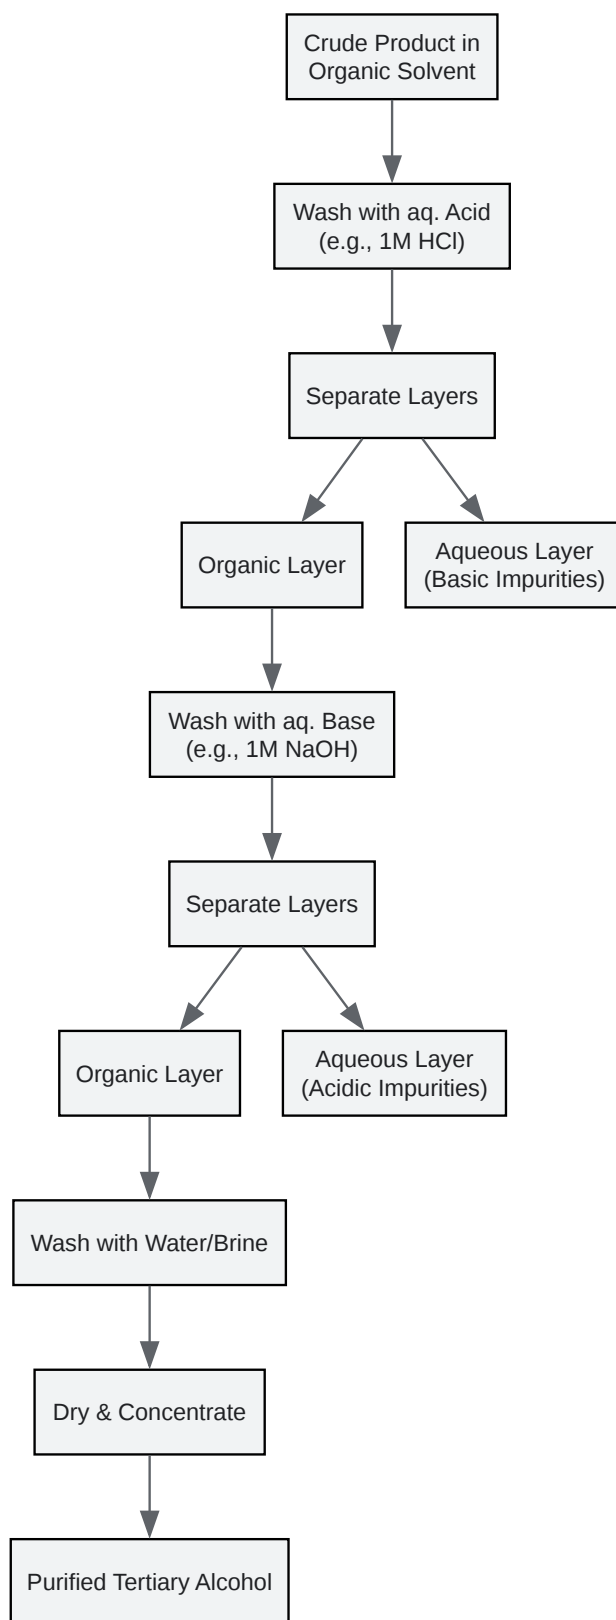 Crude Product in
Organic Solvent
Wash with aq. Acid
(e.g., 1M HCl)
Separate Layers
Organic Layer
Aqueous Layer
(Basic Impurities)
Wash with aq. Base
(e.g., 1M NaOH)
Separate Layers
Organic Layer
Aqueous Layer
(Acidic Impurities)
Wash with Water/Brine
Dry & Concentrate
Purified Tertiary Alcohol